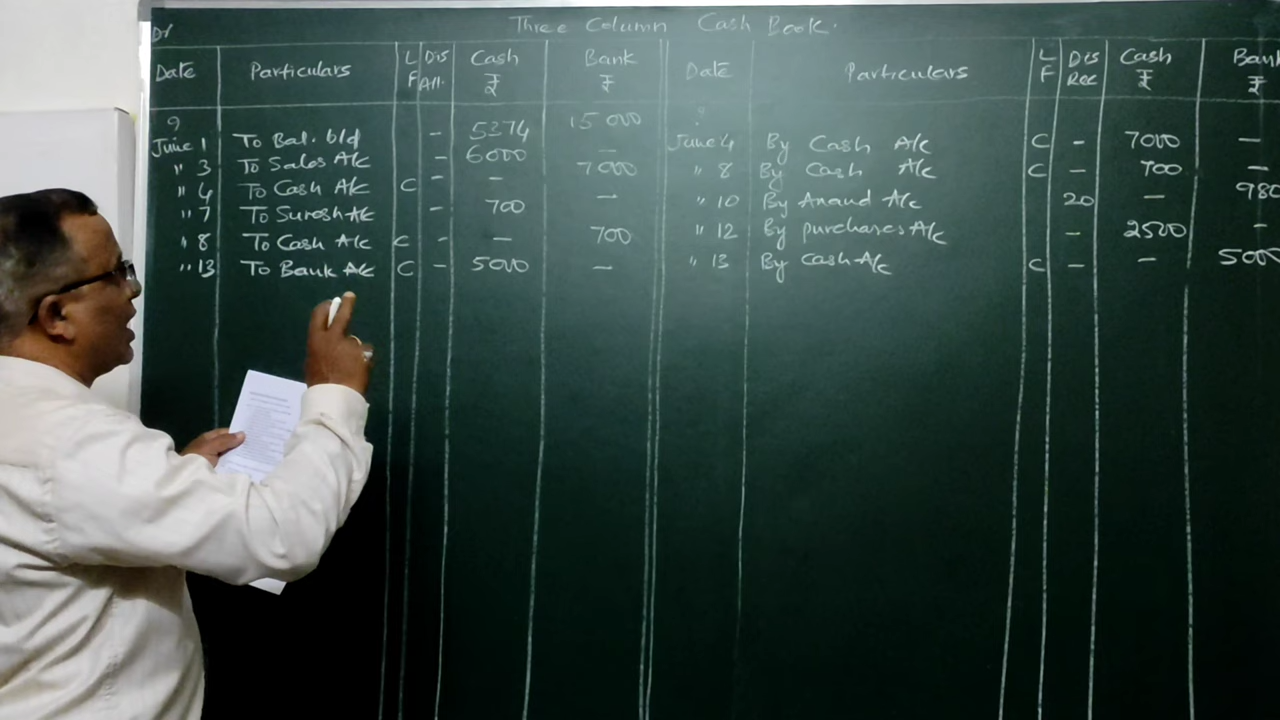 Three Column Cash Book.
Dr
Date Particulars L F Dis All. Cash ₹ Bank ₹ Date Particulars L F Dis Rec Cash ₹ Bank ₹
June 1 To Bal. b/d - 5374 15000 June 4 By Cash A/c C - 7000 —
" 3 To Sales A/c - 6000 - " 8 By Cash A/c C - 700 —
" 4 To Cash A/c C - - 7000 " 10 By Anand A/c 20 - 980
" 7 To Suresh A/c - 700 — " 12 By purchases A/c - 2500 -
" 8 To Cash A/c C - — 700 " 13 By Cash A/c C - - 5000
" 13 To Bank A/c C - 5000 —